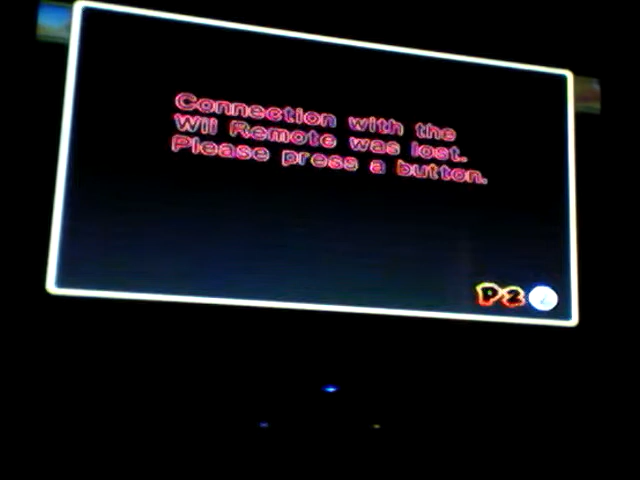 Connection with the
Wii Remote was lost.
Please press a button.
P2